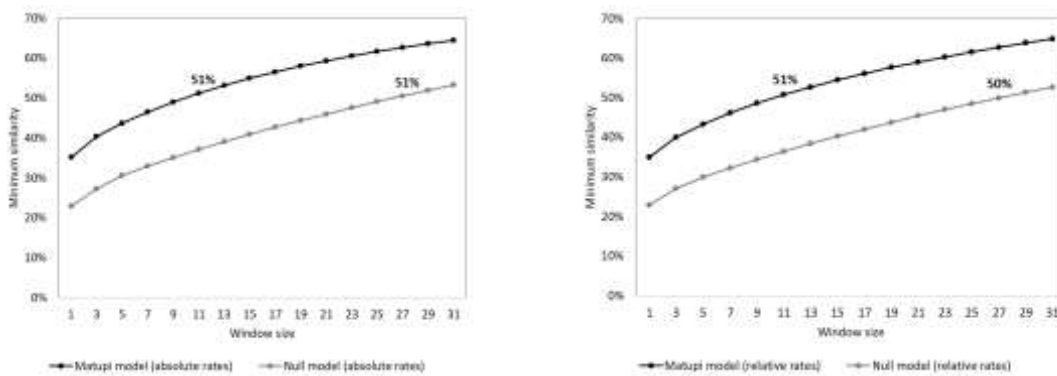 70%
60%
50%
40%
30%
20%
10%
0%
Minimum similarity
51%
51%
1 3 5 7 9 11 13 15 17 19 21 23 25 27 29 31
Window size
Matupi model (absolute rates) Null model (absolute rates)
70%
60%
50%
40%
30%
20%
10%
0%
Minimum similarity
51%
50%
1 3 5 7 9 11 13 15 17 19 21 23 25 27 29 31
Window size
Matupi model (relative rates) Null model (relative rates)